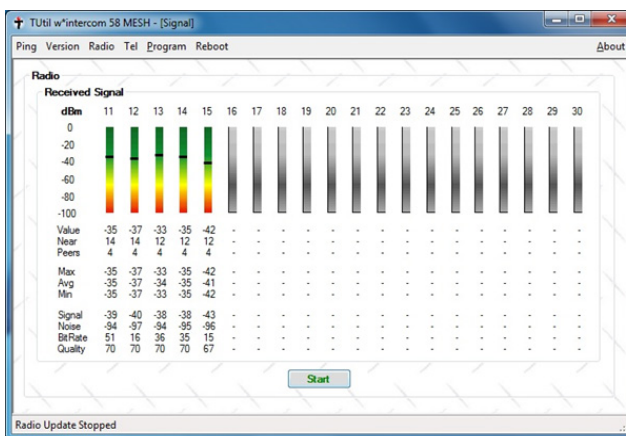 TUtil w*intercom 58 MESH - [Signal]
Ping Version Radio Tel Program Reboot About
Radio
Received Signal
dBm 11 12 13 14 15 16 17 18 19 20 21 22 23 24 25 26 27 28 29 30
0
-20
-40
-60
-80
-100
Value -35 -37 -33 -35 -42 - - - - - - - - - - - - - - -
Near 14 14 12 12 12 - - - - - - - - - - - - - - -
Peers 4 4 4 4 4 - - - - - - - - - - - - - - -
Max -35 -37 -33 -35 -42 - - - - - - - - - - - - - - -
Avg -35 -37 -34 -35 -41 - - - - - - - - - - - - - - -
Min -35 -37 -33 -35 -42 - - - - - - - - - - - - - - -
Signal -39 -40 -38 -38 -43 - - - - - - - - - - - - - - -
Noise -94 -97 -94 -95 -96 - - - - - - - - - - - - - - -
BitRate 51 16 36 35 15 - - - - - - - - - - - - - - -
Quality 70 70 70 70 67 - - - - - - - - - - - - - - -
Start
Radio Update Stopped